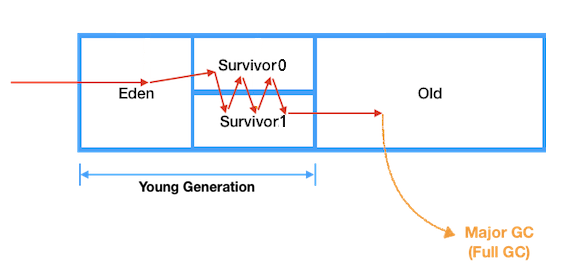 Survivor0
Eden
Old
Survivor1
Young Generation
Major GC
(Full GC)